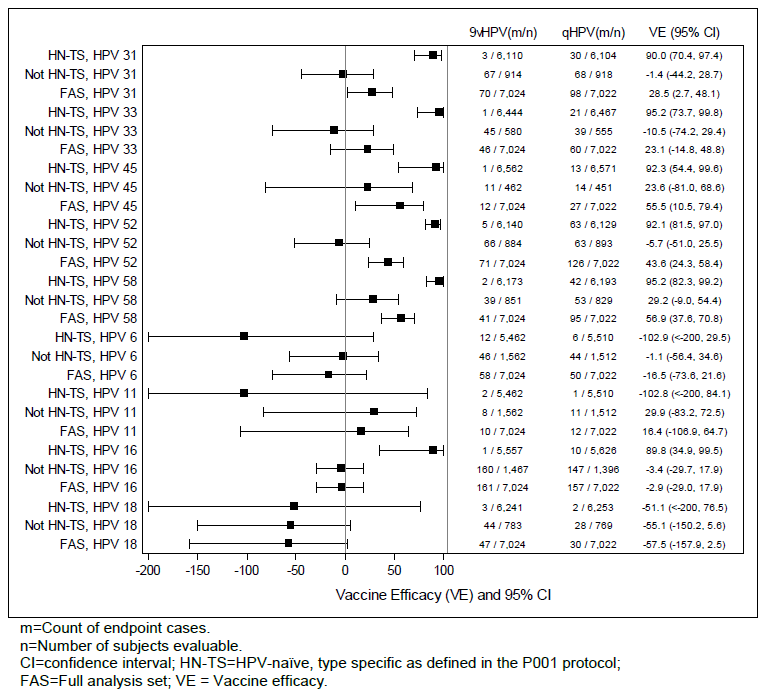 9vHPV(m/n) qHPV(m/n) VE (95% CI)
HN-TS, HPV 31 3 / 6,110 30 / 6,104 90.0 (70.4, 97.4)
Not HN-TS, HPV 31 67 / 914 68 / 918 -1.4 (-44.2, 28.7)
FAS, HPV 31 70 / 7,024 98 / 7,022 28.5 (2.7, 48.1)
HN-TS, HPV 33 1 / 6,444 21 / 6,467 95.2 (73.7, 99.8)
Not HN-TS, HPV 33 45 / 580 39 / 555 -10.5 (-74.2, 29.4)
FAS, HPV 33 46 / 7,024 60 / 7,022 23.1 (-14.8, 48.8)
HN-TS, HPV 45 1 / 6,562 13 / 6,571 92.3 (54.4, 99.6)
Not HN-TS, HPV 45 11 / 462 14 / 451 23.6 (-81.0, 68.6)
FAS, HPV 45 12 / 7,024 27 / 7,022 55.5 (10.5, 79.4)
HN-TS, HPV 52 5 / 6,140 63 / 6,129 92.1 (81.5, 97.0)
Not HN-TS, HPV 52 66 / 884 63 / 893 -5.7 (-51.0, 25.5)
FAS, HPV 52 71 / 7,024 126 / 7,022 43.6 (24.3, 58.4)
HN-TS, HPV 58 2 / 6,173 42 / 6,193 95.2 (82.3, 99.2)
Not HN-TS, HPV 58 39 / 851 53 / 829 29.2 (-9.0, 54.4)
FAS, HPV 58 41 / 7,024 95 / 7,022 56.9 (37.6, 70.8)
HN-TS, HPV 6 12 / 5,462 6 / 5,510 -102.9 (<-200, 29.5)
Not HN-TS, HPV 6 46 / 1,562 44 / 1,512 -1.1 (-56.4, 34.6)
FAS, HPV 6 58 / 7,024 50 / 7,022 -16.5 (-73.6, 21.6)
HN-TS, HPV 11 2 / 5,462 1 / 5,510 -102.8 (<-200, 84.1)
Not HN-TS, HPV 11 8 / 1,562 11 / 1,512 29.9 (-83.2, 72.5)
FAS, HPV 11 10 / 7,024 12 / 7,022 16.4 (-106.9, 64.7)
HN-TS, HPV 16 1 / 5,557 10 / 5,626 89.8 (34.9, 99.5)
Not HN-TS, HPV 16 160 / 1,467 147 / 1,396 -3.4 (-29.7, 17.9)
FAS, HPV 16 161 / 7,024 157 / 7,022 -2.9 (-29.0, 17.9)
HN-TS, HPV 18 3 / 6,241 2 / 6,253 -51.1 (<-200, 76.5)
Not HN-TS, HPV 18 44 / 783 28 / 769 -55.1 (-150.2, 5.6)
FAS, HPV 18 47 / 7,024 30 / 7,022 -57.5 (-157.9, 2.5)
-200 -100 -50 0 50 100
Vaccine Efficacy (VE) and 95% CI
m=Count of endpoint cases.
n=Number of subjects evaluable.
CI=confidence interval; HN-TS=HPV-naïve, type specific as defined in the P001 protocol;
FAS=Full analysis set; VE = Vaccine efficacy.